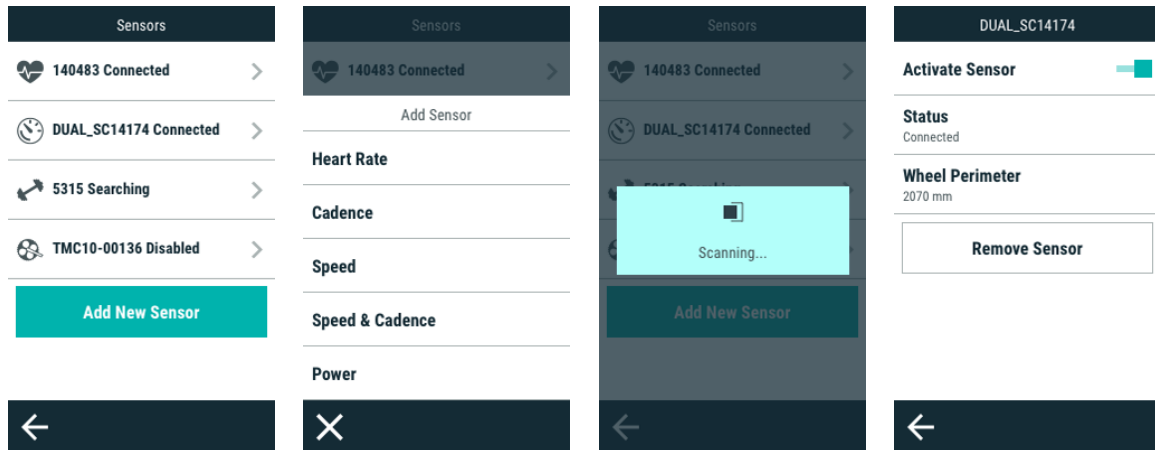 Sensors
140483 Connected
DUAL_SC14174 Connected
5315 Searching
TMC10-00136 Disabled
Add New Sensor
Sensors
140483 Connected
Add Sensor
Heart Rate
Cadence
Speed
Speed & Cadence
Power
Sensors
140483 Connected
DUAL_SC14174 Connected
Scanning...
Add New Sensor
DUAL_SC14174
Activate Sensor
Status
Connected
Wheel Perimeter
2070 mm
Remove Sensor